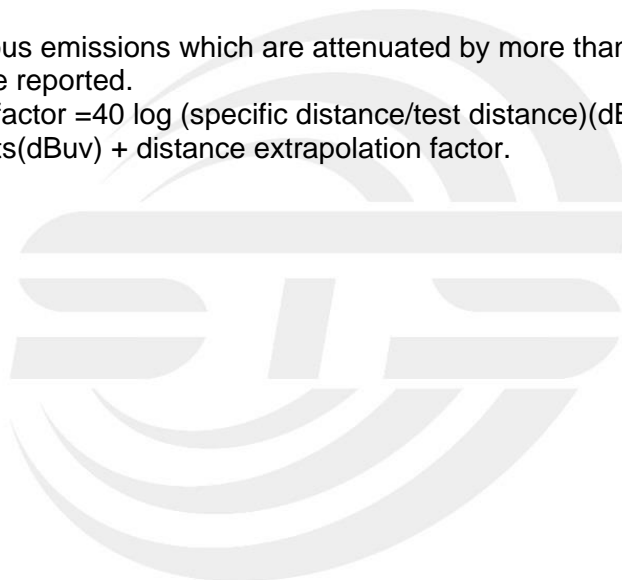 ous emissions which are attenuated by more than
e reported.
factor =40 log (specific distance/test distance)(dB
ts(dBuv) + distance extrapolation factor.
STS